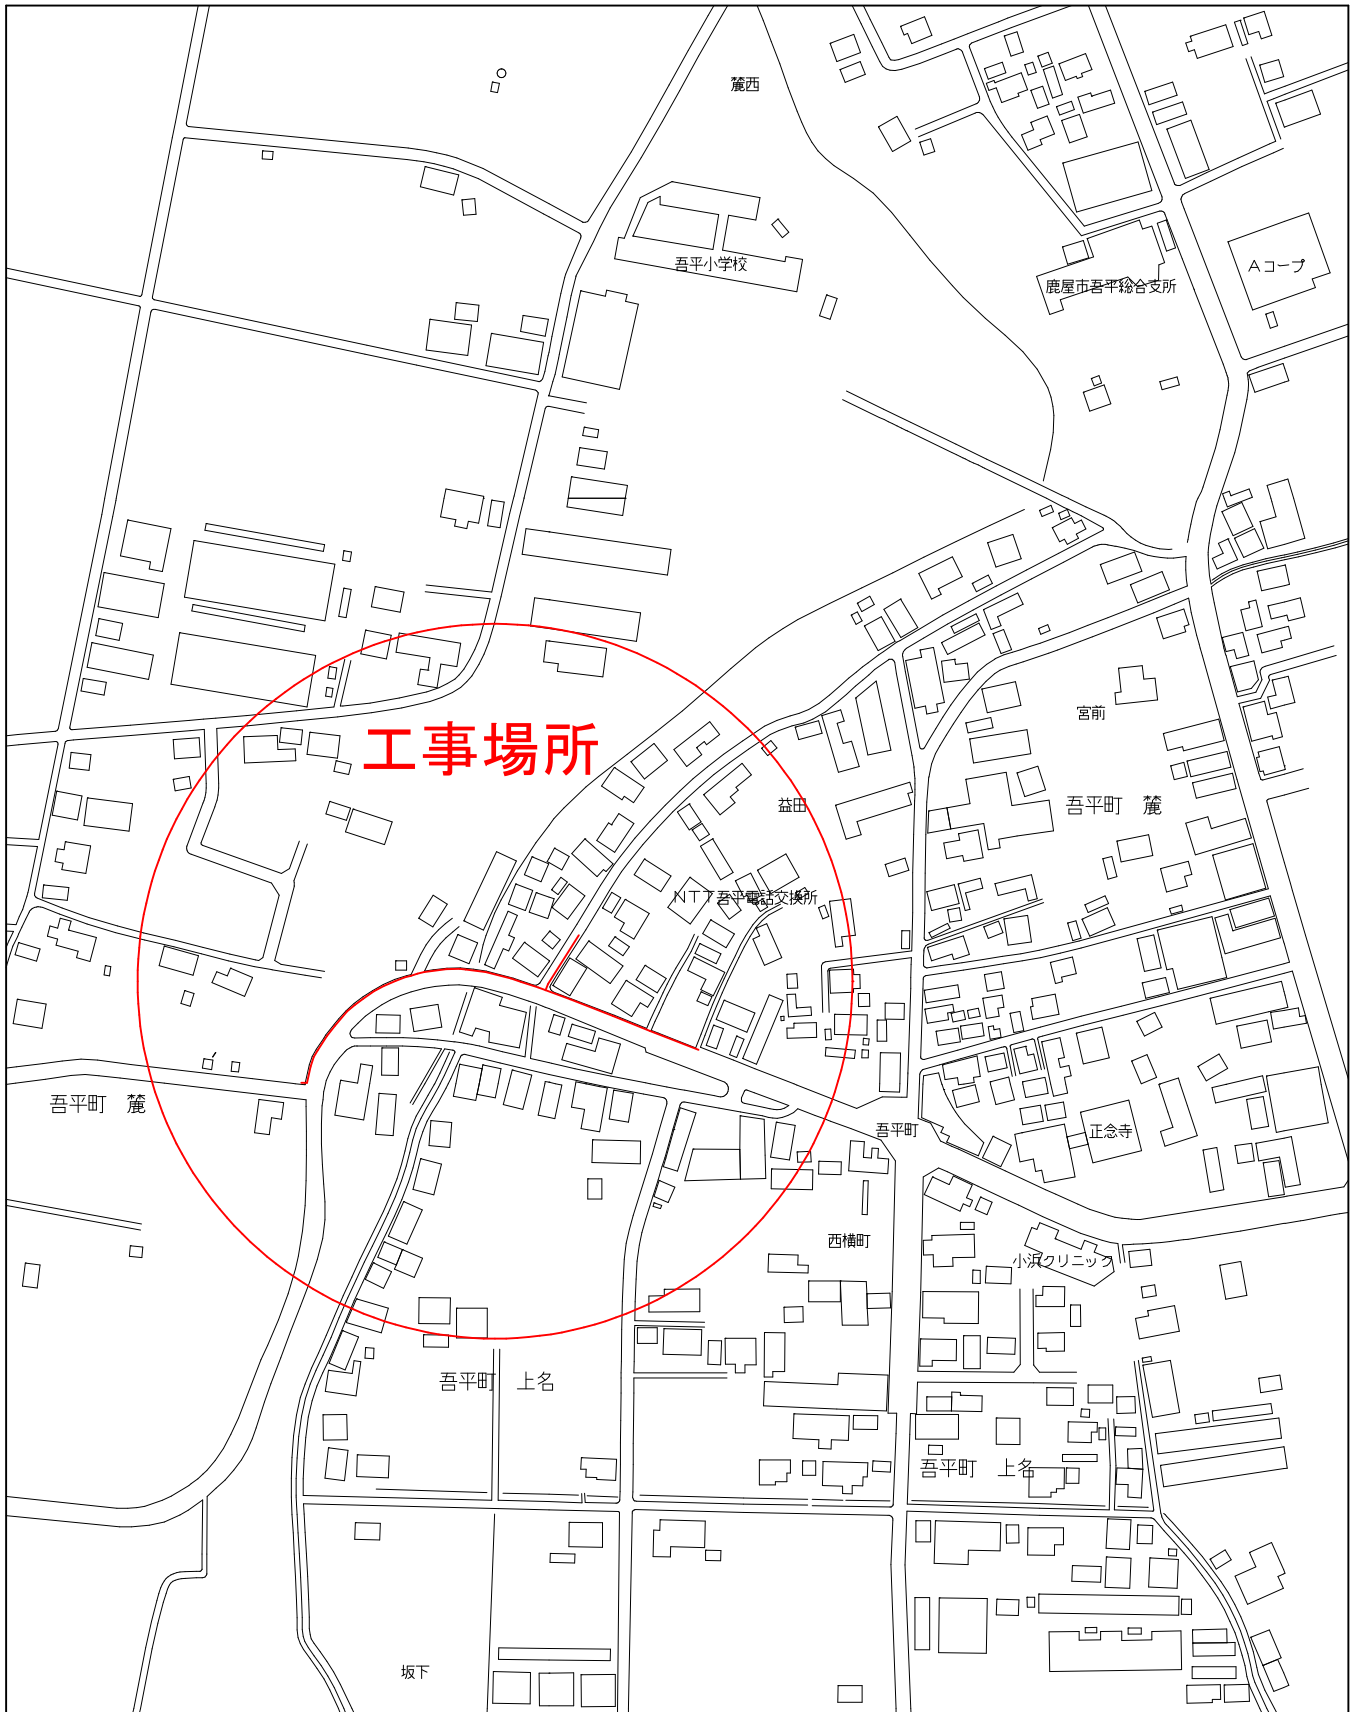 麓西
吾平小学校
Aコープ
鹿屋市吾平総合支所
宮前
工事場所
益田
吾平町 麓
NTT吾平電話交換所
吾平町 麓
吾平町
正念寺
西横町
小浜クリニック
吾平町 上名
吾平町 上名
坂下